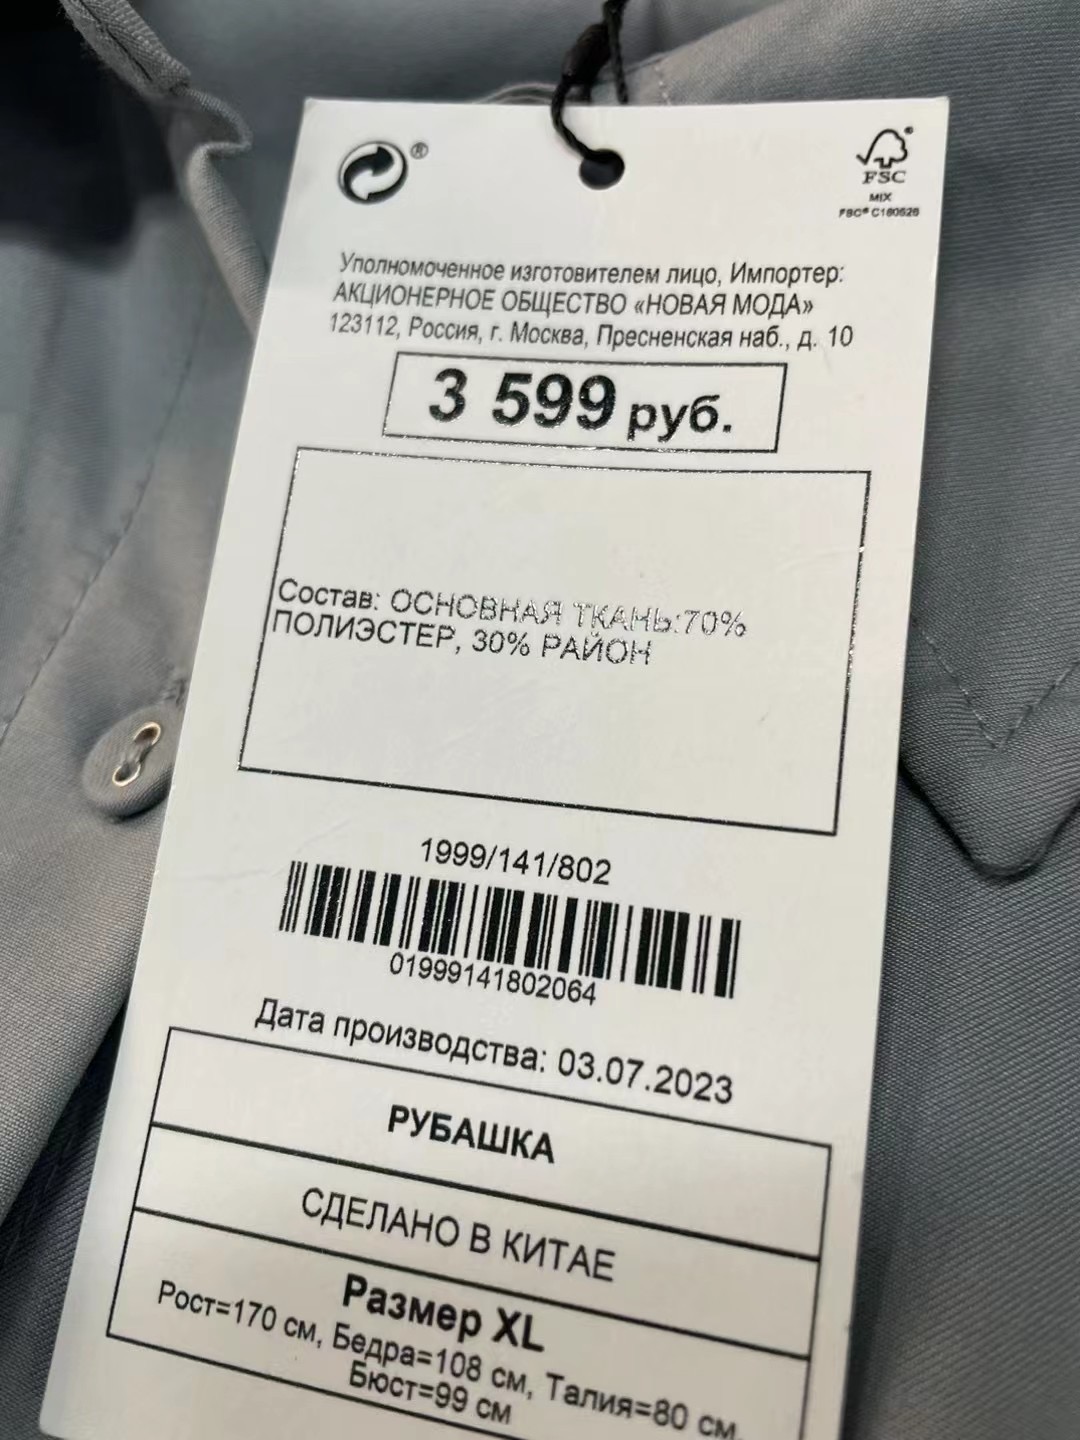 ®
®
FSC
MIX
FSC® C160526
Уполномоченное изготовителем лицо, Импортер:
АКЦИОНЕРНОЕ ОБЩЕСТВО «НОВАЯ МОДА»
123112, Россия, г. Москва, Пресненская наб., д. 10
3 599 руб.
Состав: ОСНОВНАЯ ТКАНЬ:70%
ПОЛИЭСТЕР, 30% РАЙОН
1999/141/802
01999141802064
Дата производства: 03.07.2023
РУБАШКА
СДЕЛАНО В КИТАЕ
Размер XL
Рост=170 см, Бедра=108 см, Талия=80 см,
Бюст=99 см